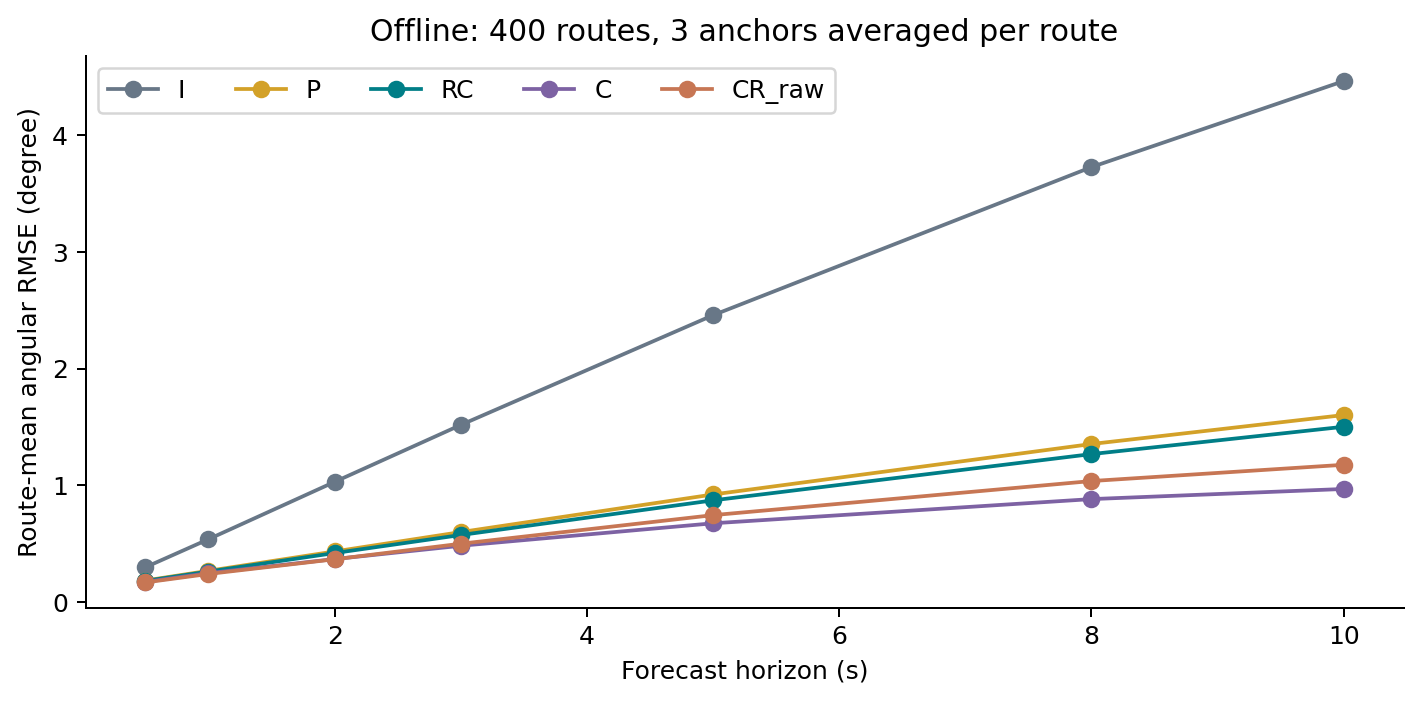 Offline: 400 routes, 3 anchors averaged per route
I P RC C CR_raw
Route-mean angular RMSE (degree)
4
3
2
1
0
2 4 6 8 10
Forecast horizon (s)